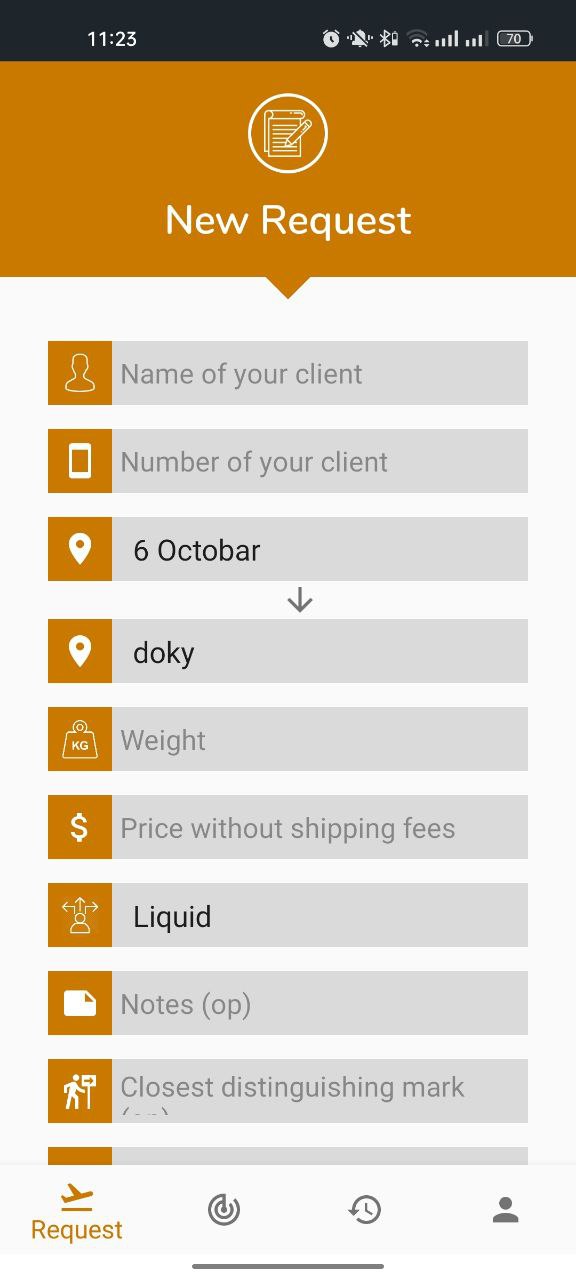 11:23
70
New Request
Name of your client
Number of your client
6 Octobar
doky
KG
Weight
$
Price without shipping fees
Liquid
Notes (op)
Closest distinguishing mark
Request